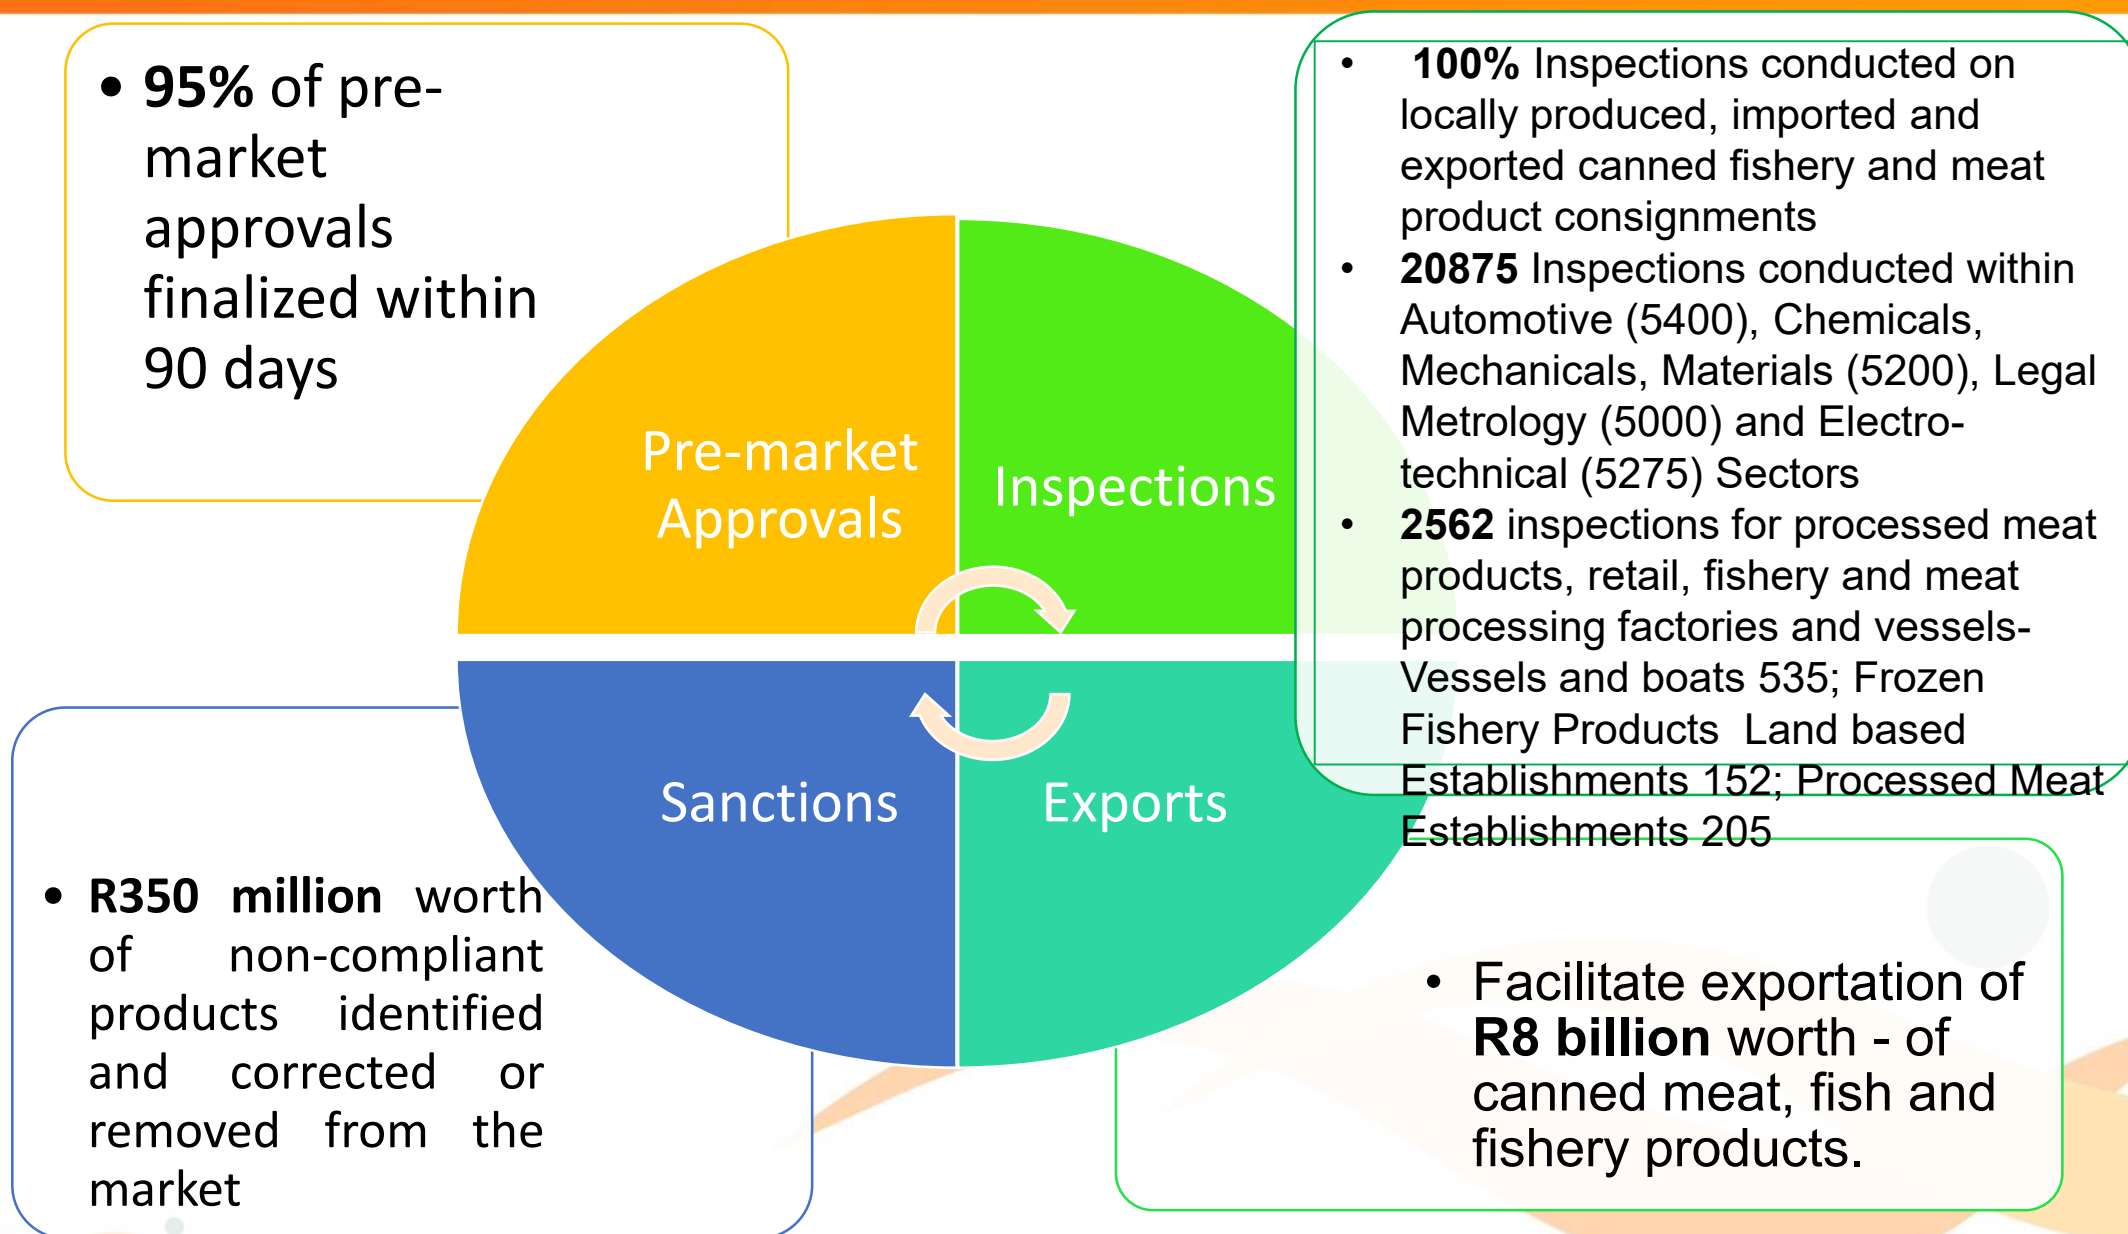 • 95% of pre-
market
approvals
finalized within
90 days
• 100% Inspections conducted on
locally produced, imported and
exported canned fishery and meat
product consignments
• 20875 Inspections conducted within
Automotive (5400), Chemicals,
Mechanicals, Materials (5200), Legal
Metrology (5000) and Electro-
technical (5275) Sectors
• 2562 inspections for processed meat
products, retail, fishery and meat
processing factories and vessels-
Vessels and boats 535; Frozen
Fishery Products  Land based
Establishments 152; Processed Meat
Establishments 205
Pre-market
Approvals
Inspections
Sanctions
Exports
• R350 million worth
of non-compliant
products identified
and corrected or
removed from the
market
• Facilitate exportation of
R8 billion worth - of
canned meat, fish and
fishery products.